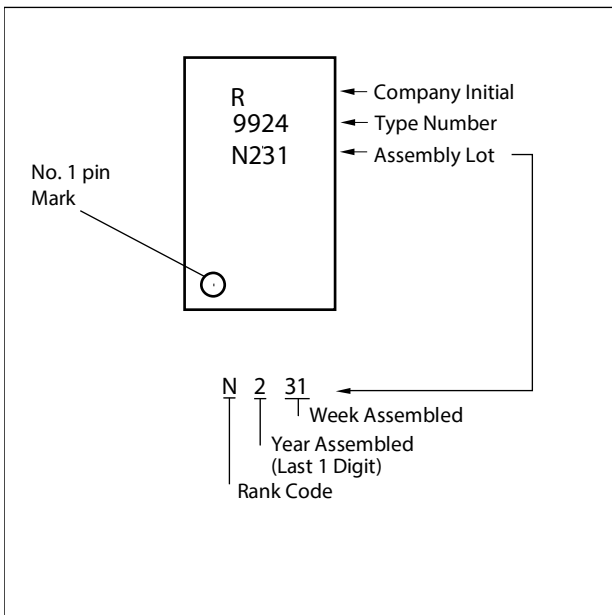 R
9924
N231
Company Initial
Type Number
Assembly Lot
No. 1 pin
Mark
N 2 31
Week Assembled
Year Assembled
(Last 1 Digit)
Rank Code